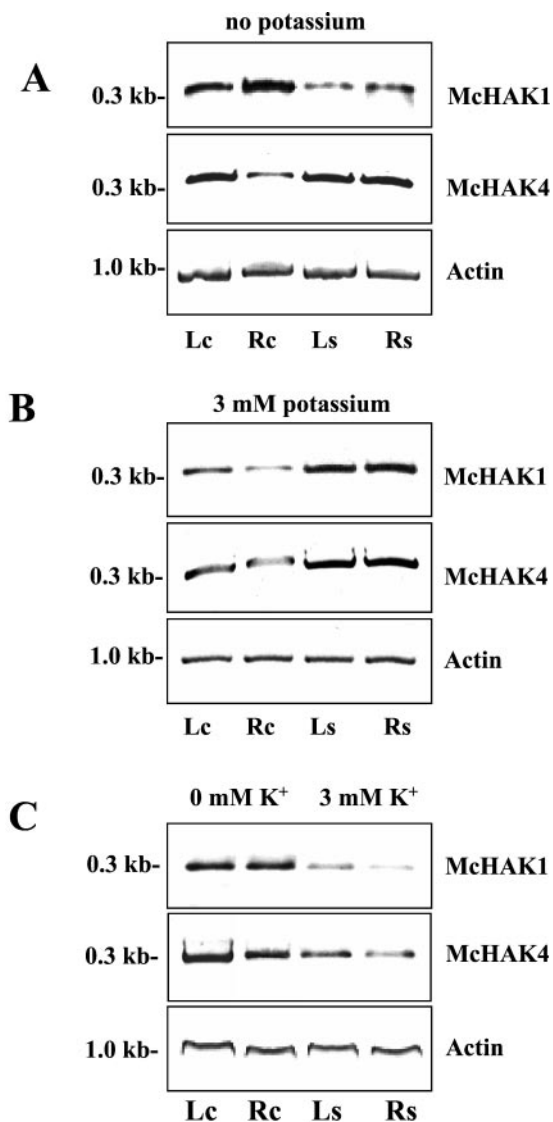 no potassium
A
0.3 kb- McHAK1
0.3 kb- McHAK4
1.0 kb- Actin
Lc Rc Ls Rs
B
3 mM potassium
0.3 kb- McHAK1
0.3 kb- McHAK4
1.0 kb- Actin
Lc Rc Ls Rs
C
0 mM K⁺ 3 mM K⁺
0.3 kb- McHAK1
0.3 kb- McHAK4
1.0 kb- Actin
Lc Rc Ls Rs